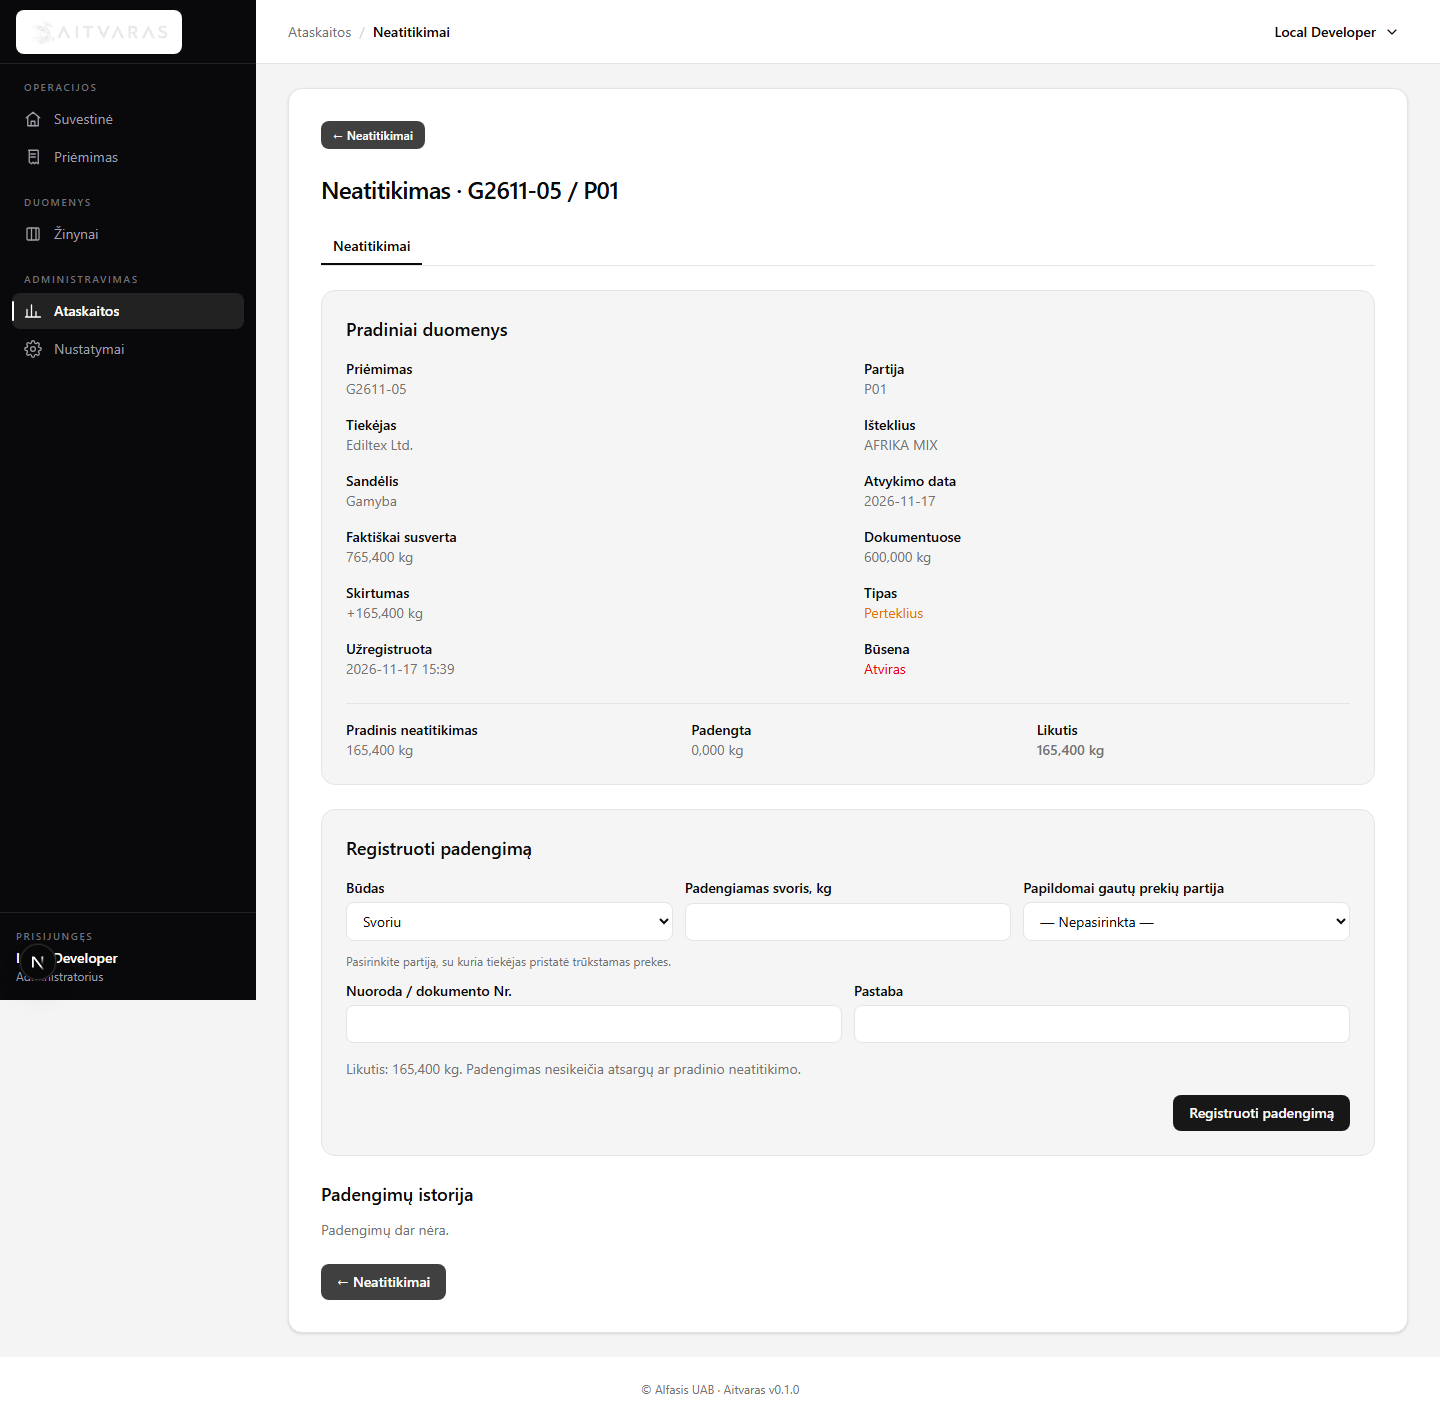 AITVARAS
Ataskaitos / Neatitikimai
Local Developer
OPERACIJOS
Suvestinė
Priėmimas
DUOMENYS
Žinynai
ADMINISTRAVIMAS
Ataskaitos
Nustatymai
← Neatitikimai
Neatitikimas · G2611-05 / P01
Neatitikimai
Pradiniai duomenys
Priėmimas
G2611-05
Partija
P01
Tiekėjas
Ediltex Ltd.
Išteklius
AFRIKA MIX
Sandėlis
Gamyba
Atvykimo data
2026-11-17
Faktiškai susverta
765,400 kg
Dokumentuose
600,000 kg
Skirtumas
+165,400 kg
Tipas
Perteklius
Užregistruota
2026-11-17 15:39
Būsena
Atviras
Pradinis neatitikimas
165,400 kg
Padengta
0,000 kg
Likutis
165,400 kg
Registruoti padengimą
Būdas
Svoriu
Padengiamas svoris, kg
Papildomai gautų prekių partija
— Nepasirinkta —
Pasirinkite partiją, su kuria tiekėjas pristatė trūkstamas prekes.
Nuoroda / dokumento Nr.
Pastaba
Likutis: 165,400 kg. Padengimas nesikeičia atsargų ar pradinio neatitikimo.
Registruoti padengimą
Padengimų istorija
Padengimų dar nėra.
← Neatitikimai
PRISIJUNGĘS
Developer
N
© Alfasis UAB · Aitvaras v0.1.0